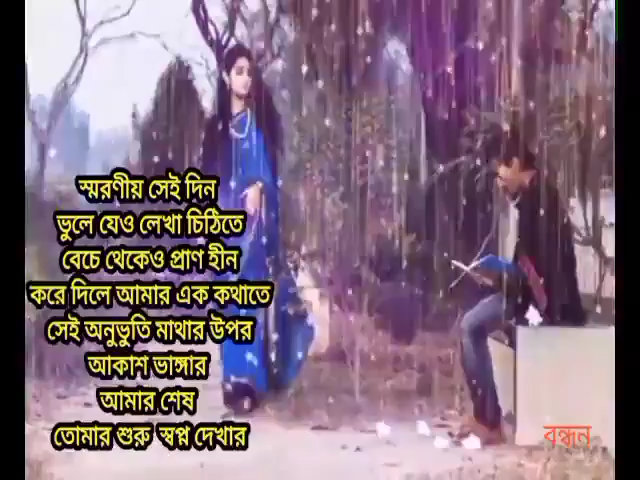 স্মরণীয় সেই দিন
ভুলে যেও লেখা চিঠিতে
বেচে থেকেও প্রাণ হীন
করে দিলে আমার এক কথাতে
সেই অনুভুতি মাথার উপর
আকাশ ভাঙ্গার
আমার শেষ
তোমার শুরু স্বপ্ন দেখার
বন্ধন